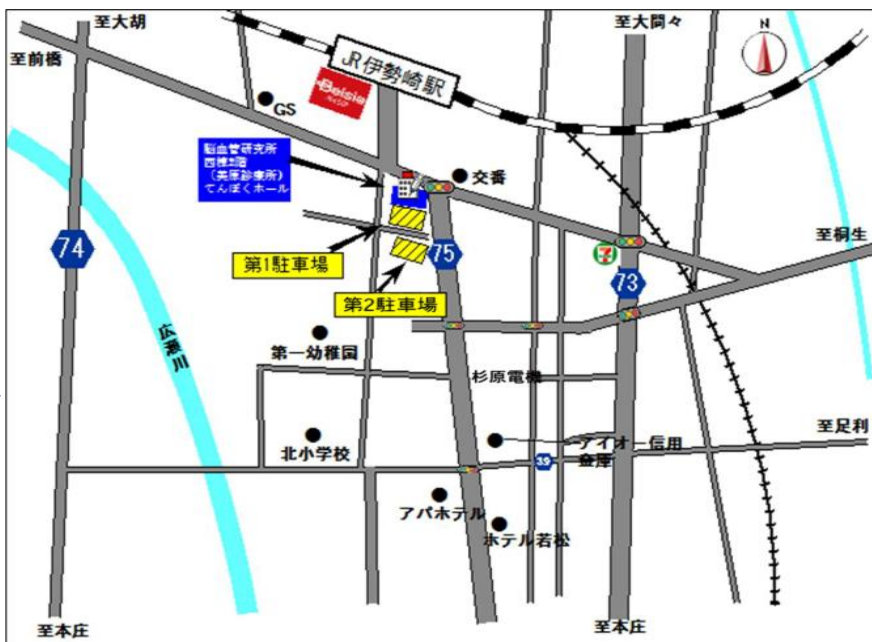 至大胡
至大間々
N
至前橋
JR伊勢崎駅
Beisia
GS
脳血管研究所
西棟2階
(美原診療所)
てんぼくホール
交番
至桐生
74
75
7
73
第1駐車場
第2駐車場
広瀬川
第一幼稚園
杉原電機
至足利
北小学校
アイオー信用
金庫
39
アパホテル
ホテル若松
至本庄
至本庄